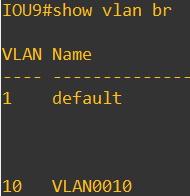 IOU9#show vlan br
VLAN Name
---- ---------------
1    default
10   VLAN0010